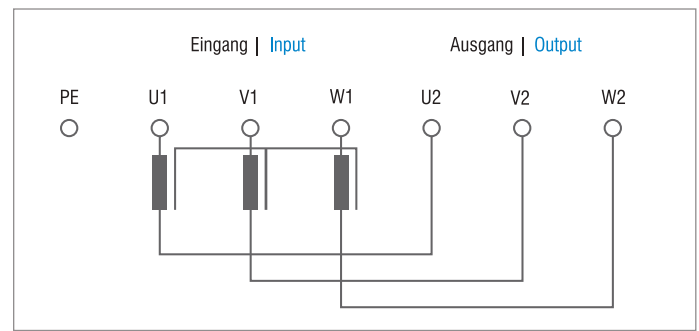 Eingang | Input Ausgang | Output
PE U1 V1 W1 U2 V2 W2